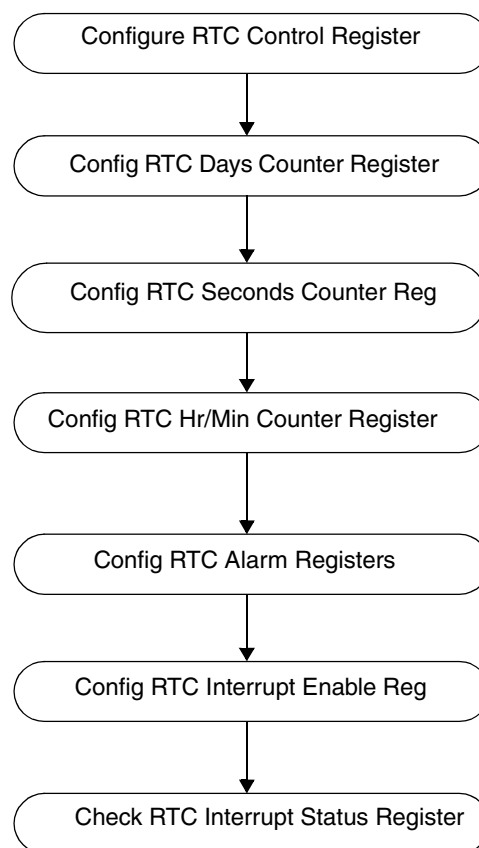 Configure RTC Control Register
Config RTC Days Counter Register
Config RTC Seconds Counter Reg
Config RTC Hr/Min Counter Register
Config RTC Alarm Registers
Config RTC Interrupt Enable Reg
Check RTC Interrupt Status Register